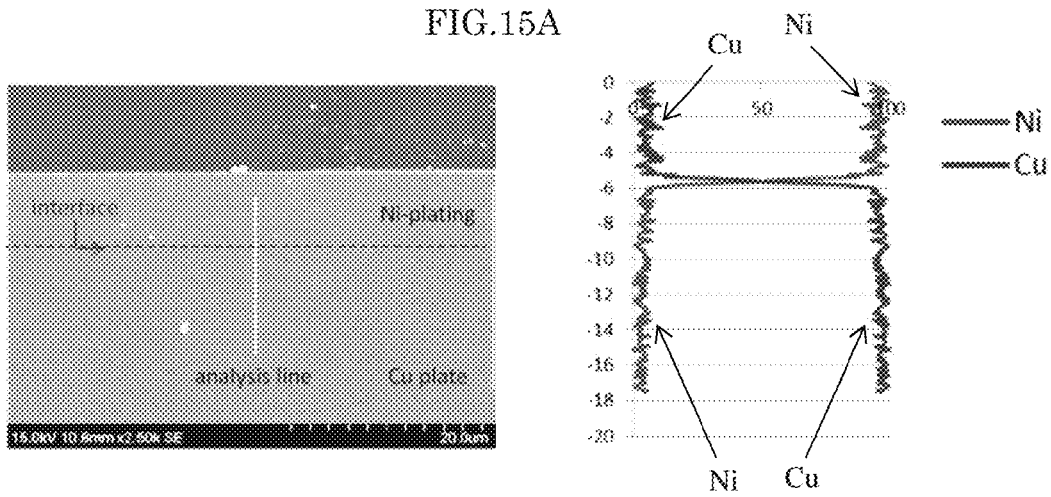 FIG.15A
Cu
Ni
0
0 50 100
-2
-4
-6
-8
-10
-12
-14
-16
-18
-20
Ni
Cu
interface
Ni-plating
analysis line
Cu plate
15.0kV 10.8mm x2.50k SE
20.0um
Ni
Cu